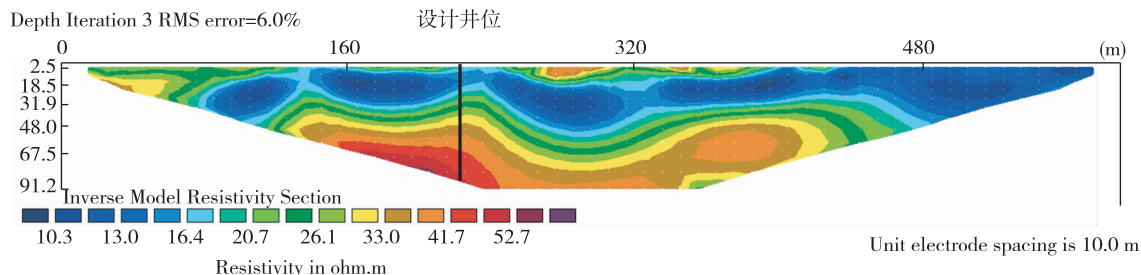 Depth Iteration 3 RMS error=6.0%
设计井位
0 160 320 480 (m)
2.5
18.5
31.9
48.0
67.5
91.2
Inverse Model Resistivity Section
10.3 13.0 16.4 20.7 26.1 33.0 41.7 52.7
Unit electrode spacing is 10.0 m
Resistivity in ohm.m